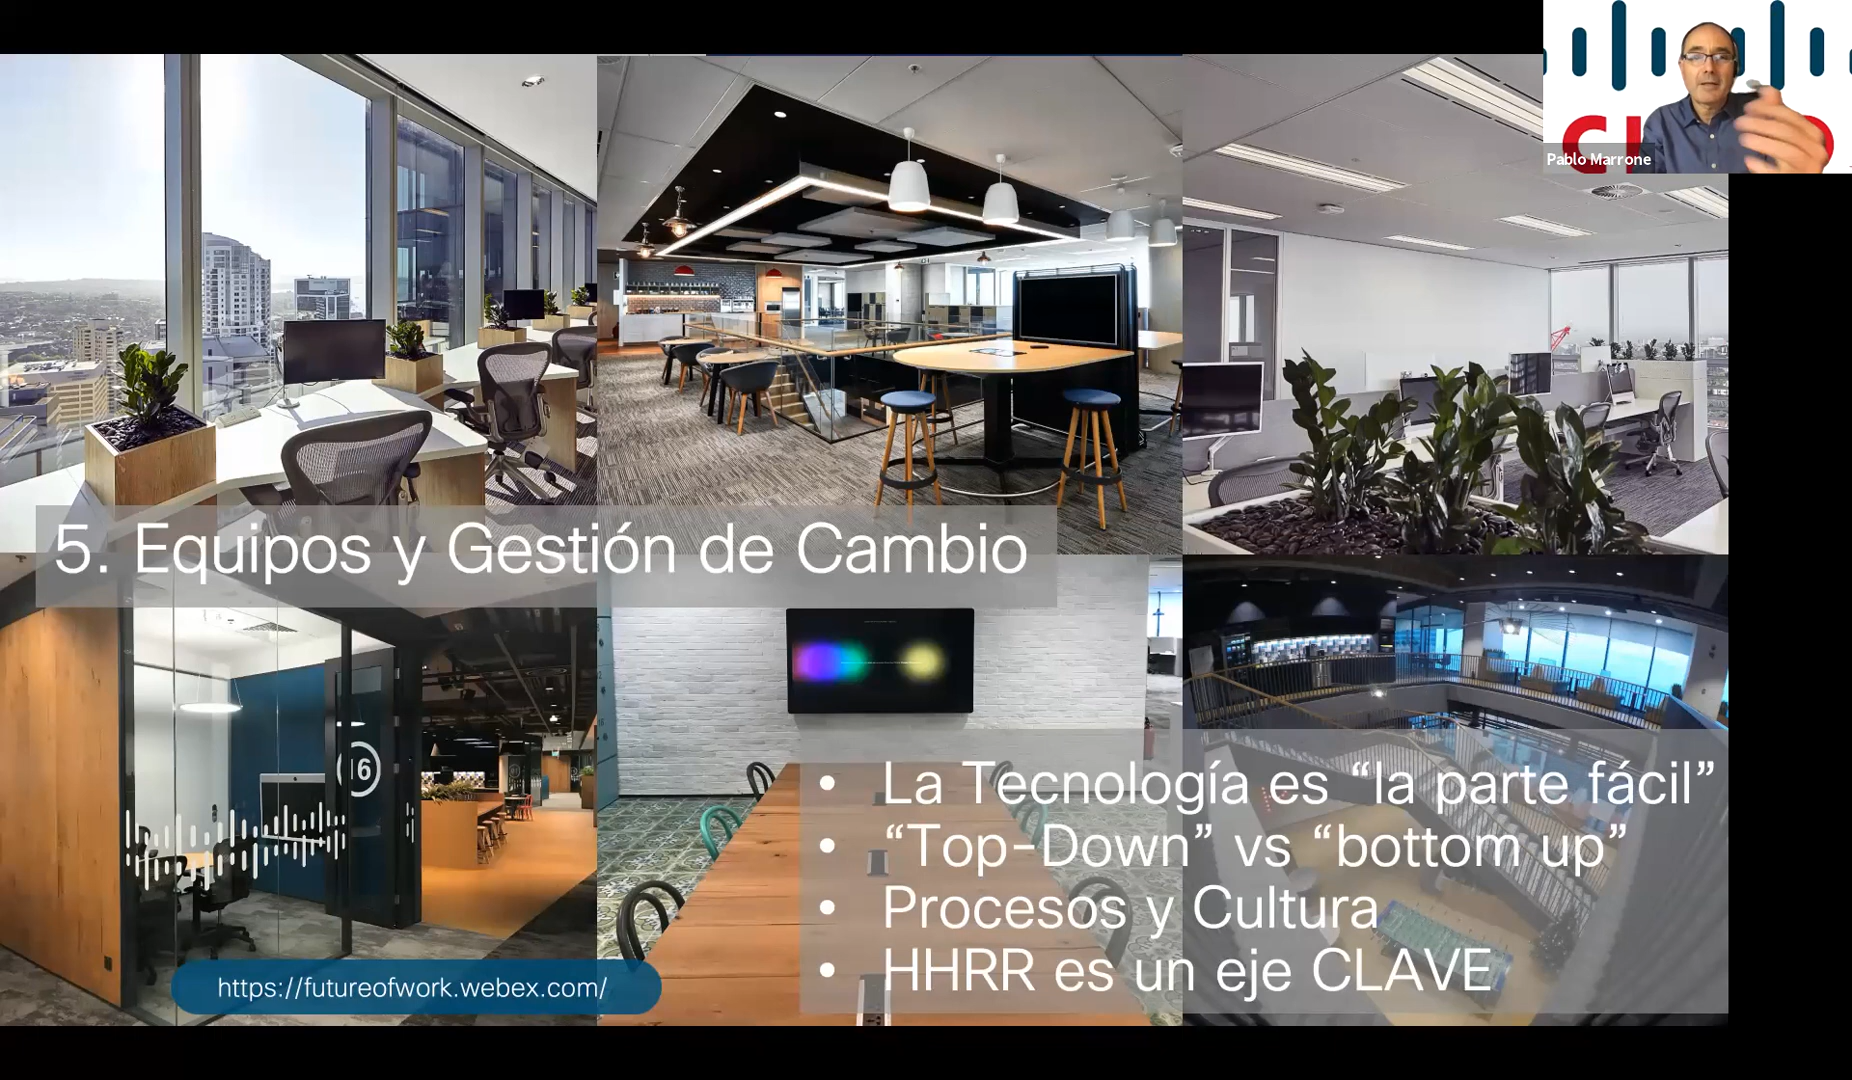 Pablo Marrone
5. Equipos y Gestión de Cambio
16
• La Tecnología es “la parte fácil”
• “Top-Down” vs “bottom up”
• Procesos y Cultura
• HHRR es un eje CLAVE
https://futureofwork.webex.com/